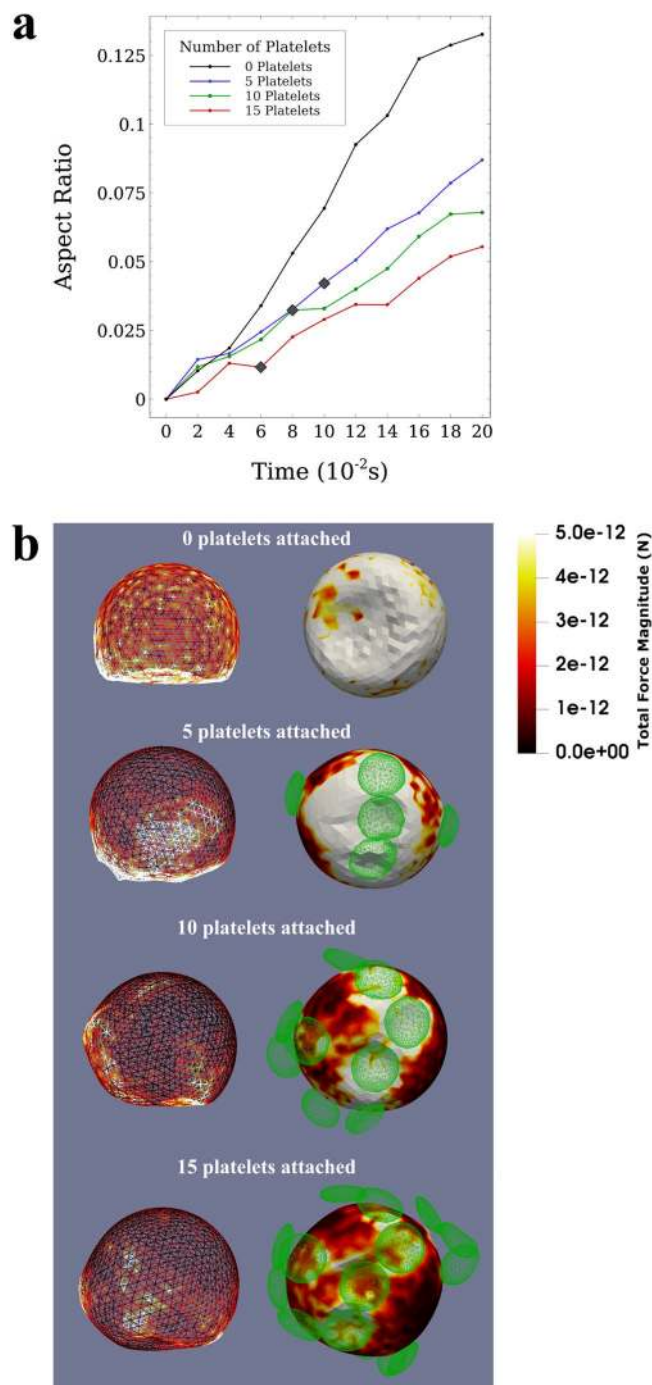 a
Number of Platelets
0 Platelets
5 Platelets
10 Platelets
15 Platelets
0.125
0.1
0.075
0.05
0.025
0
Aspect Ratio
0 2 4 6 8 10 12 14 16 18 20
Time (10⁻²s)
b
0 platelets attached
5 platelets attached
10 platelets attached
15 platelets attached
5.0e-12
4e-12
3e-12
2e-12
1e-12
0.0e+00
Total Force Magnitude (N)